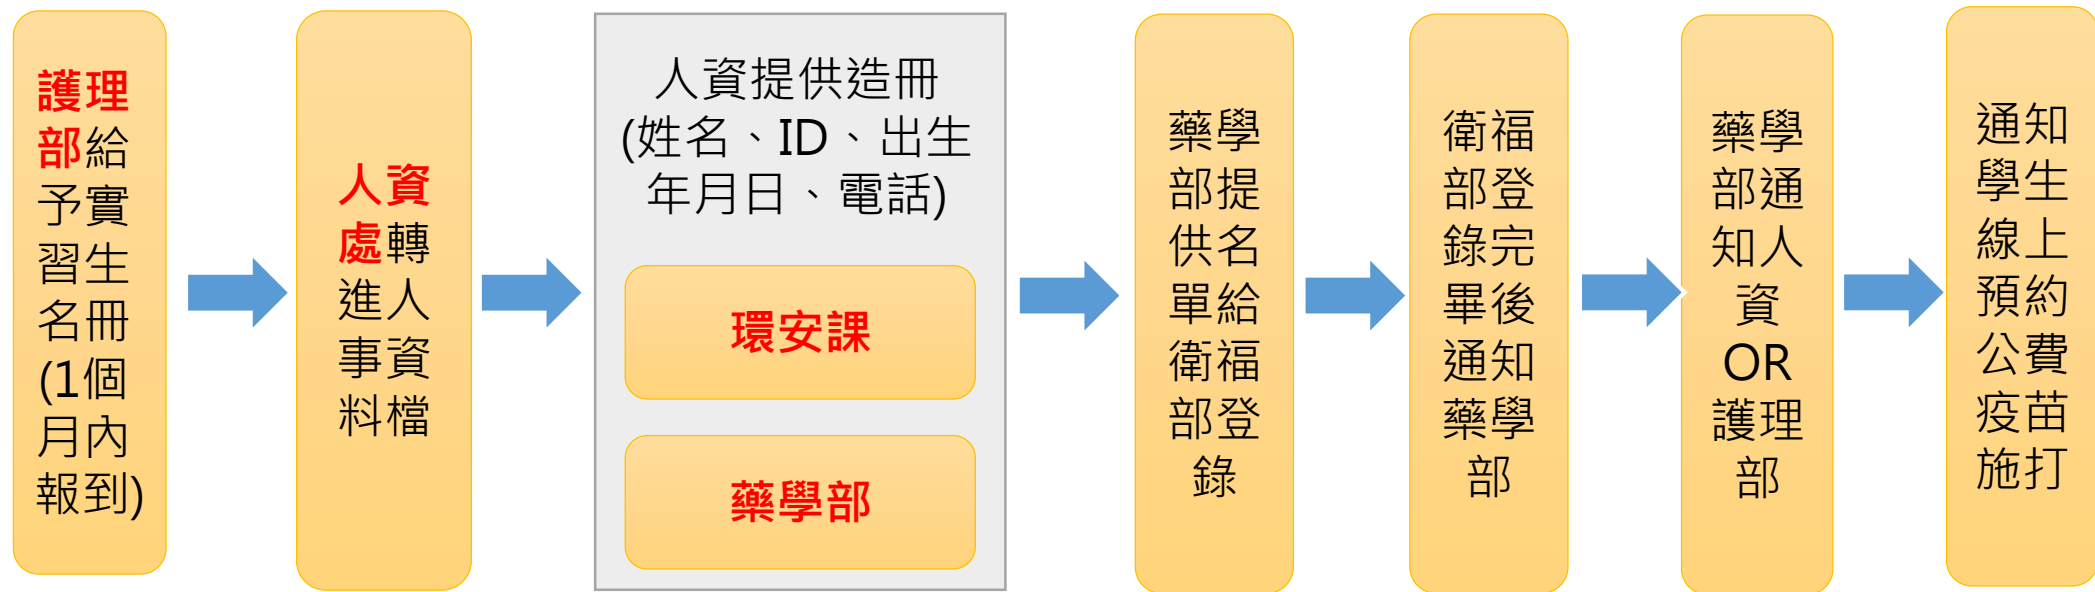 護理
部給
予實
習生
名冊
(1個
月內
報到)
人資
處轉
進人
事資
料檔
人資提供造冊
(姓名、ID、出生
年月日、電話)
環安課
藥學部
藥學
部提
供名
單給
衛福
部登
錄
衛福
部登
錄完
畢後
通知
藥學
部
藥學
部通
知人
資
OR
護理
部
通知
學生
線上
預約
公費
疫苗
施打